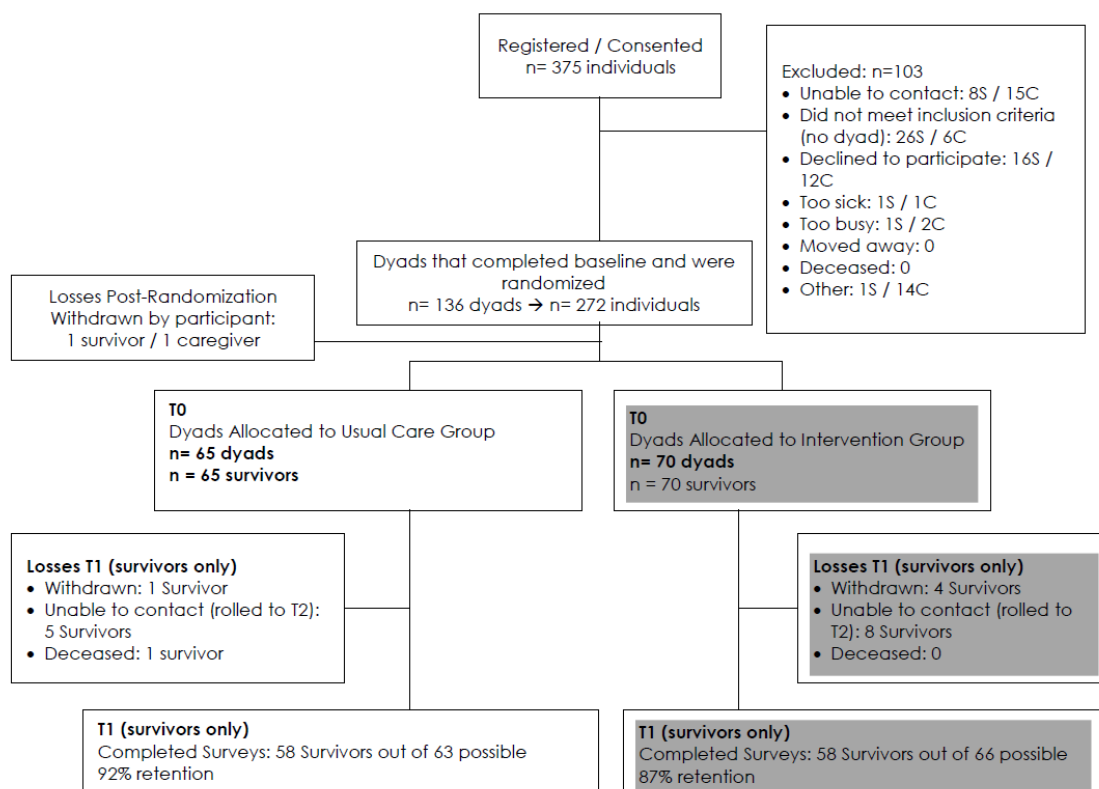 Registered / Consented
n= 375 individuals
Excluded: n=103
• Unable to contact: 8S / 15C
• Did not meet inclusion criteria
(no dyad): 26S / 6C
• Declined to participate: 16S /
12C
• Too sick: 1S / 1C
• Too busy: 1S / 2C
• Moved away: 0
• Deceased: 0
• Other: 1S / 14C
Dyads that completed baseline and were
randomized
n= 136 dyads → n= 272 individuals
Losses Post-Randomization
Withdrawn by participant:
1 survivor / 1 caregiver
T0
Dyads Allocated to Usual Care Group
n= 65 dyads
n = 65 survivors
T0
Dyads Allocated to Intervention Group
n= 70 dyads
n = 70 survivors
Losses T1 (survivors only)
• Withdrawn: 1 Survivor
• Unable to contact (rolled to T2):
5 Survivors
• Deceased: 1 survivor
Losses T1 (survivors only)
• Withdrawn: 4 Survivors
• Unable to contact (rolled to
T2): 8 Survivors
• Deceased: 0
T1 (survivors only)
Completed Surveys: 58 Survivors out of 63 possible
92% retention
T1 (survivors only)
Completed Surveys: 58 Survivors out of 66 possible
87% retention